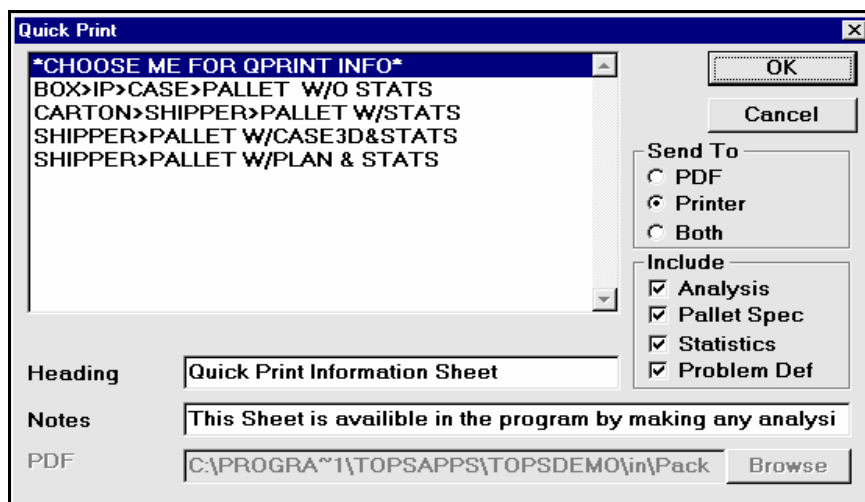 Quick Print
*CHOOSE ME FOR QPRINT INFO*
BOX>IP>CASE>PALLET W/O STATS
CARTON>SHIPPER>PALLET W/STATS
SHIPPER>PALLET W/CASE3D&STATS
SHIPPER>PALLET W/PLAN & STATS
OK
Cancel
Send To
PDF
Printer
Both
Include
Analysis
Pallet Spec
Statistics
Problem Def
Heading
Quick Print Information Sheet
Notes
This Sheet is availible in the program by making any analysi
PDF
C:\PROGRA~1\TOPSAPPS\TOPSDEMO\in\Pack
Browse